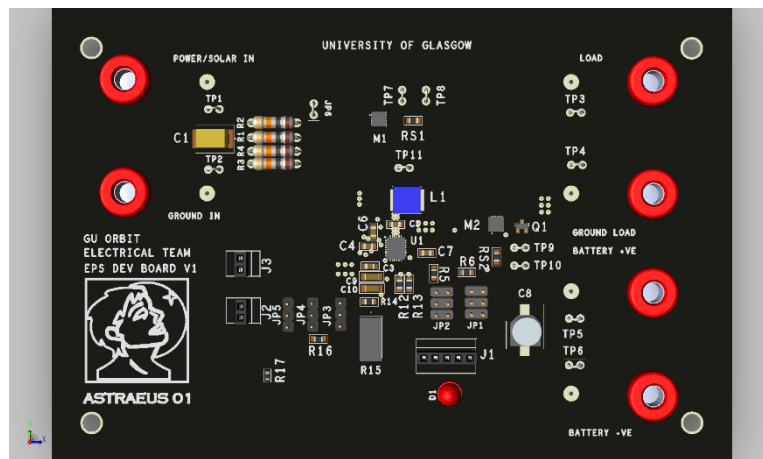 UNIVERSITY OF GLASGOW
POWER/SOLAR IN
LOAD
TP1
JP6
TP7
TP8
TP3
R2
R1
R4
R3
C1
M1
RS1
TP2
TP11
TP4
L1
GROUND IN
C6
M2
Q1
GROUND LOAD
GU ORBIT
ELECTRICAL TEAM
EPS DEV BOARD V1
C4
U1
C7
TP9
BATTERY +VE
J3
C3
R5
R6
RS2
TP10
C10
R14
R12
R13
C8
J2
JP5
JP4
JP3
JP2
JP1
TP5
R16
J1
TP6
R17
R15
ASTRAEUS 01
D1
BATTERY -VE
Y
X